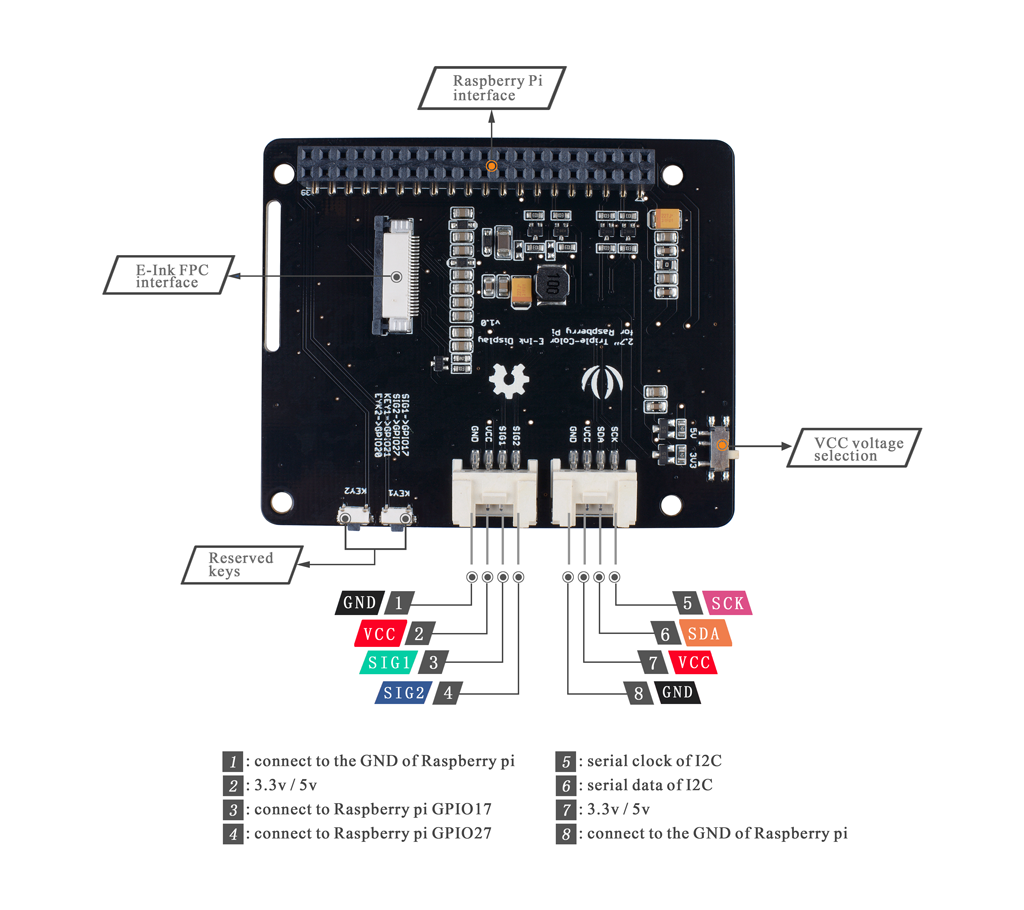 Raspberry Pi
interface
39
E-Ink FPC
interface
100
v1.0
2.7" Triple-Color
E-Ink Display
for Raspberry Pi
SIG1->GPIO17
SIG2->GPIO27
KEY1->GPIO21
EYK2->GPIO20
GND
VCC
SIG1
SIG2
GND
VCC
SDA
SCK
5V
3V3
VCC voltage
selection
KEY2
KEY1
Reserved
keys
GND 1
VCC 2
SIG1 3
SIG2 4
5 SCK
6 SDA
7 VCC
8 GND
1 : connect to the GND of Raspberry pi
2 : 3.3v / 5v
3 : connect to Raspberry pi GPIO17
4 : connect to Raspberry pi GPIO27
5 : serial clock of I2C
6 : serial data of I2C
7 : 3.3v / 5v
8 : connect to the GND of Raspberry pi